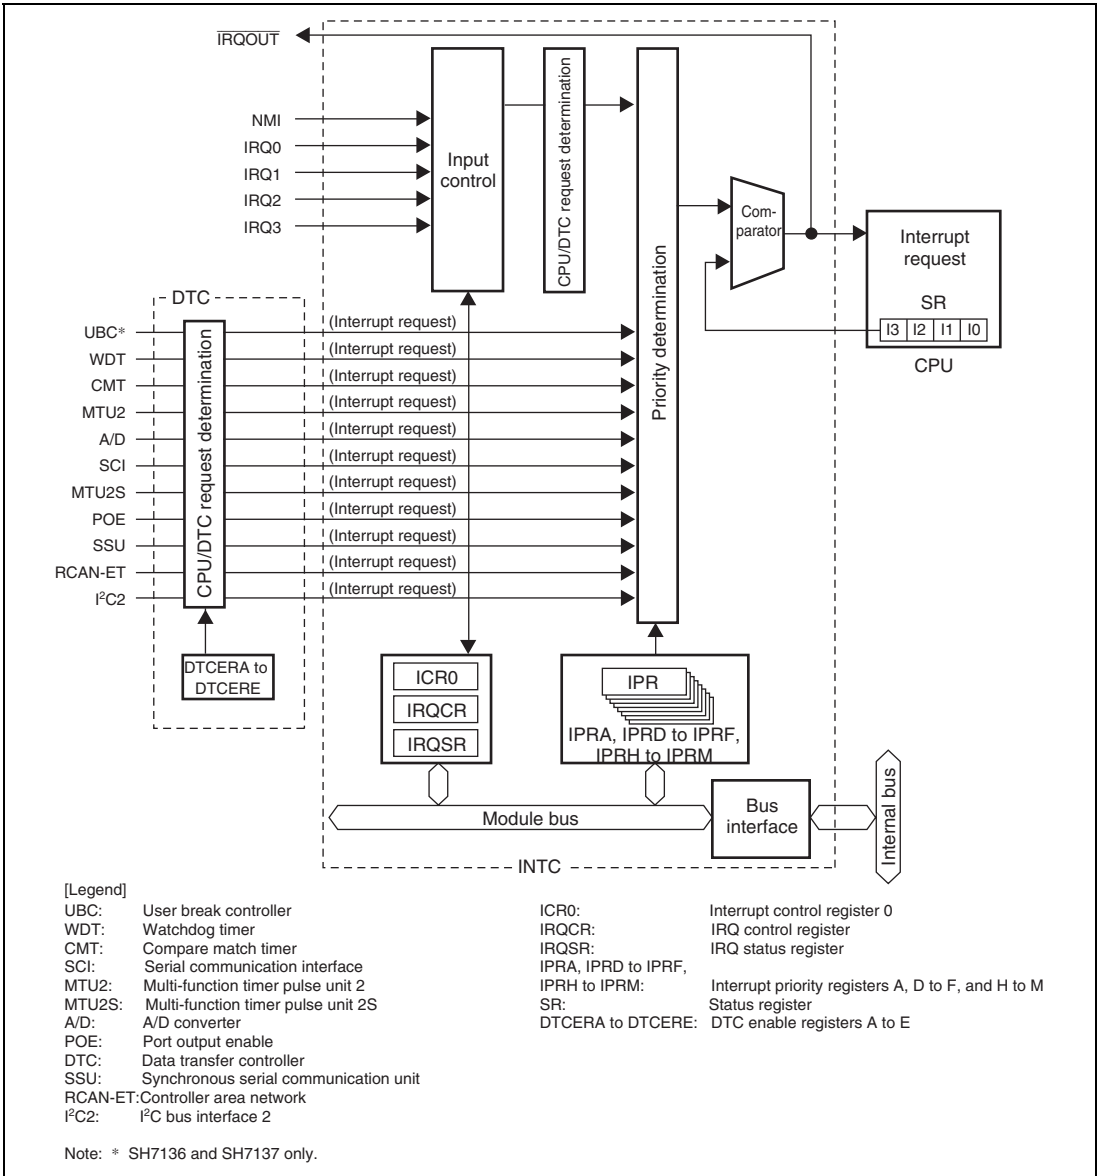 IRQOUT
NMI
IRQ0
IRQ1
IRQ2
IRQ3
Input
control
CPU/DTC request determination
Priority determination
Com-
parator
Interrupt
request
SR
I3 I2 I1 I0
CPU
DTC
UBC*
WDT
CMT
MTU2
A/D
SCI
MTU2S
POE
SSU
RCAN-ET
I²C2
CPU/DTC request determination
(Interrupt request)
(Interrupt request)
(Interrupt request)
(Interrupt request)
(Interrupt request)
(Interrupt request)
(Interrupt request)
(Interrupt request)
(Interrupt request)
(Interrupt request)
(Interrupt request)
DTCERA to
DTCERE
ICR0
IRQCR
IRQSR
IPR
IPRA, IPRD to IPRF,
IPRH to IPRM
Module bus
Bus
interface
Internal bus
INTC
[Legend]
UBC: User break controller
WDT: Watchdog timer
CMT: Compare match timer
SCI: Serial communication interface
MTU2: Multi-function timer pulse unit 2
MTU2S: Multi-function timer pulse unit 2S
A/D: A/D converter
POE: Port output enable
DTC: Data transfer controller
SSU: Synchronous serial communication unit
RCAN-ET:Controller area network
I²C2: I²C bus interface 2
ICR0: Interrupt control register 0
IRQCR: IRQ control register
IRQSR: IRQ status register
IPRA, IPRD to IPRF,
IPRH to IPRM: Interrupt priority registers A, D to F, and H to M
SR: Status register
DTCERA to DTCERE: DTC enable registers A to E
Note: * SH7136 and SH7137 only.